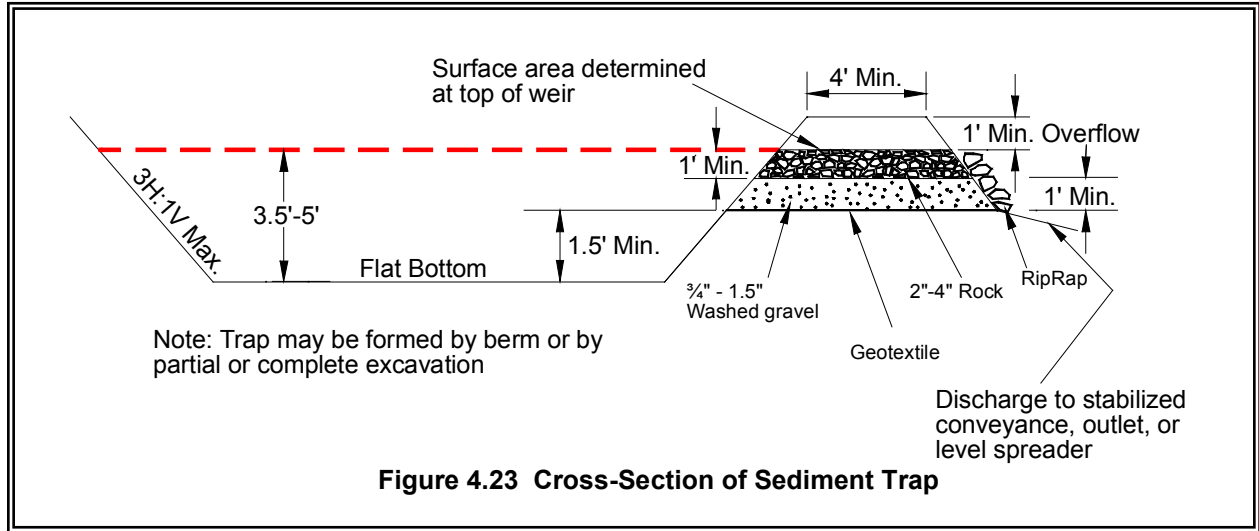 Surface area determined
at top of weir
4' Min.
1' Min. Overflow
1' Min.
1' Min.
3H:1V Max.
3.5'-5'
1.5' Min.
Flat Bottom
¾" - 1.5"
Washed gravel
2"-4" Rock
RipRap
Geotextile
Note: Trap may be formed by berm or by
partial or complete excavation
Discharge to stabilized
conveyance, outlet, or
level spreader
Figure 4.23 Cross-Section of Sediment Trap